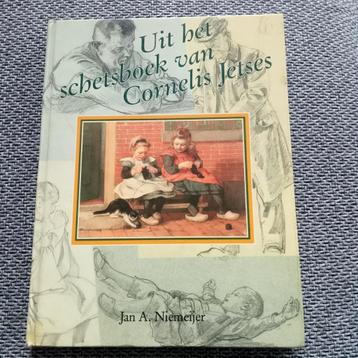 Uit het
schetsboek van
Cornelis Jetses
Jan A. Niemeijer